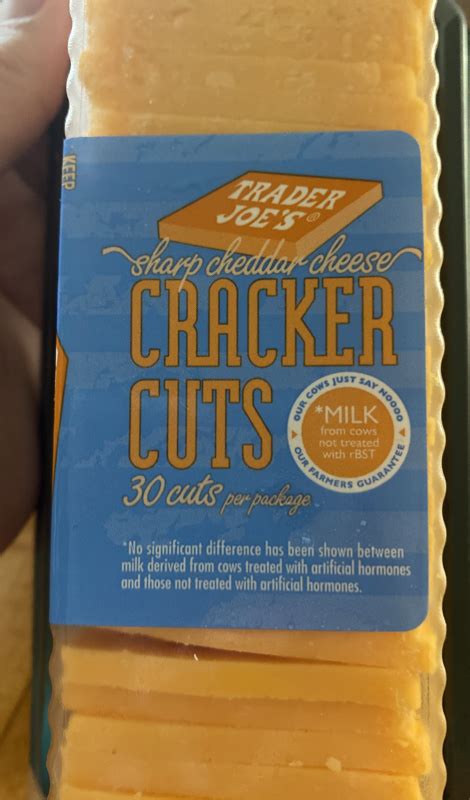 KEEP
TRADER
JOE'S®
sharp cheddar cheese
CRACKER
CUTS
OUR COWS JUST SAY NOOOO
*MILK
from cows
not treated
with rBST
OUR FARMERS GUARANTEE
30 cuts per package
*No significant difference has been shown between
milk derived from cows treated with artificial hormones
and those not treated with artificial hormones.